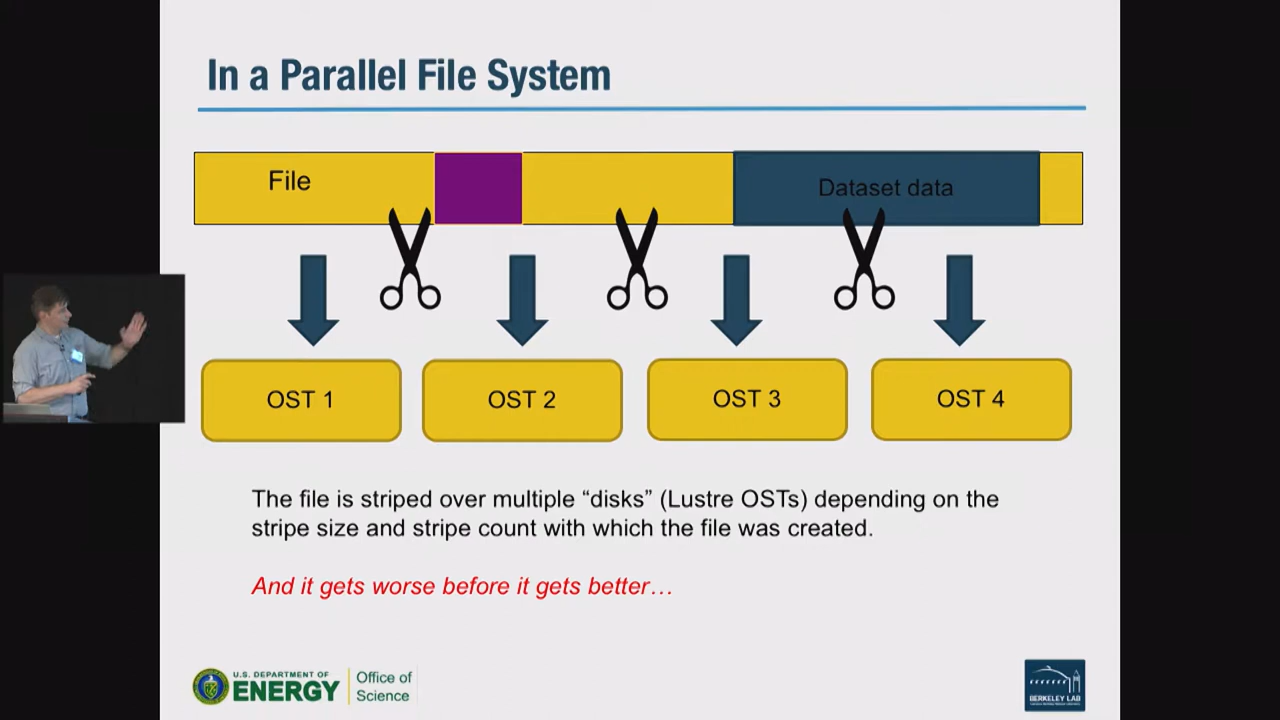 In a Parallel File System
File
Dataset data
OST 1
OST 2
OST 3
OST 4
The file is striped over multiple “disks” (Lustre OSTs) depending on the
stripe size and stripe count with which the file was created.
And it gets worse before it gets better…
U.S. DEPARTMENT OF
ENERGY
Office of
Science
BERKELEY LAB